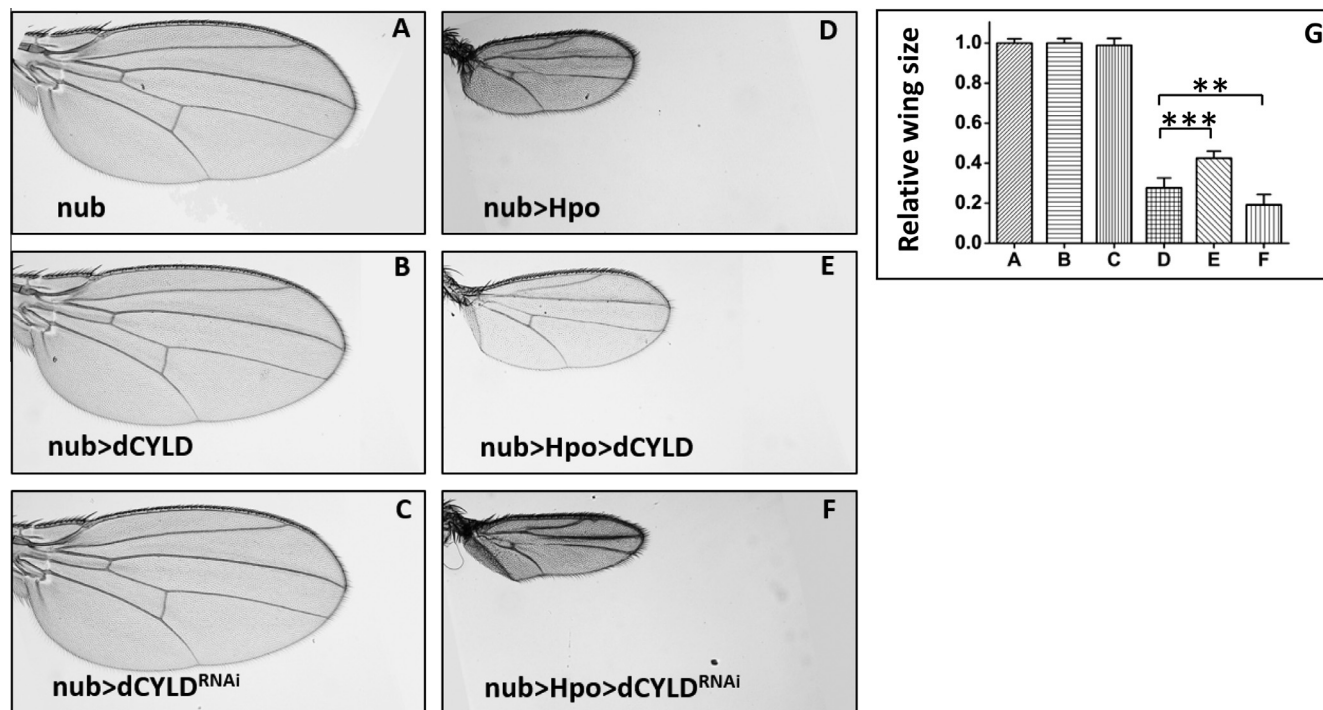 A
nub
B
nub>dCYLD
C
nub>dCYLDRNAi
D
nub>Hpo
E
nub>Hpo>dCYLD
F
nub>Hpo>dCYLDRNAi
G
Relative wing size
1.0
0.8
0.6
0.4
0.2
0.0
**
***
A B C D E F